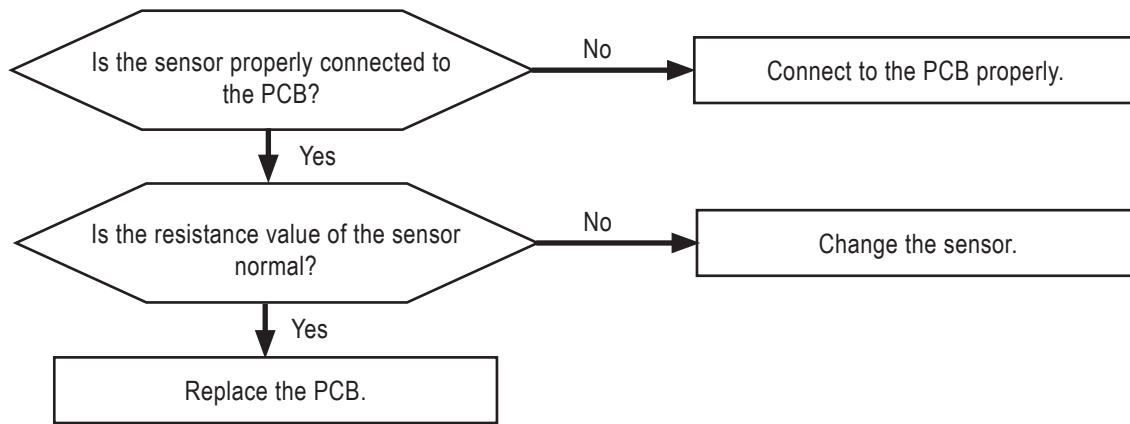 Is the sensor properly connected to
the PCB?
No
Connect to the PCB properly.
Yes
Is the resistance value of the sensor
normal?
No
Change the sensor.
Yes
Replace the PCB.